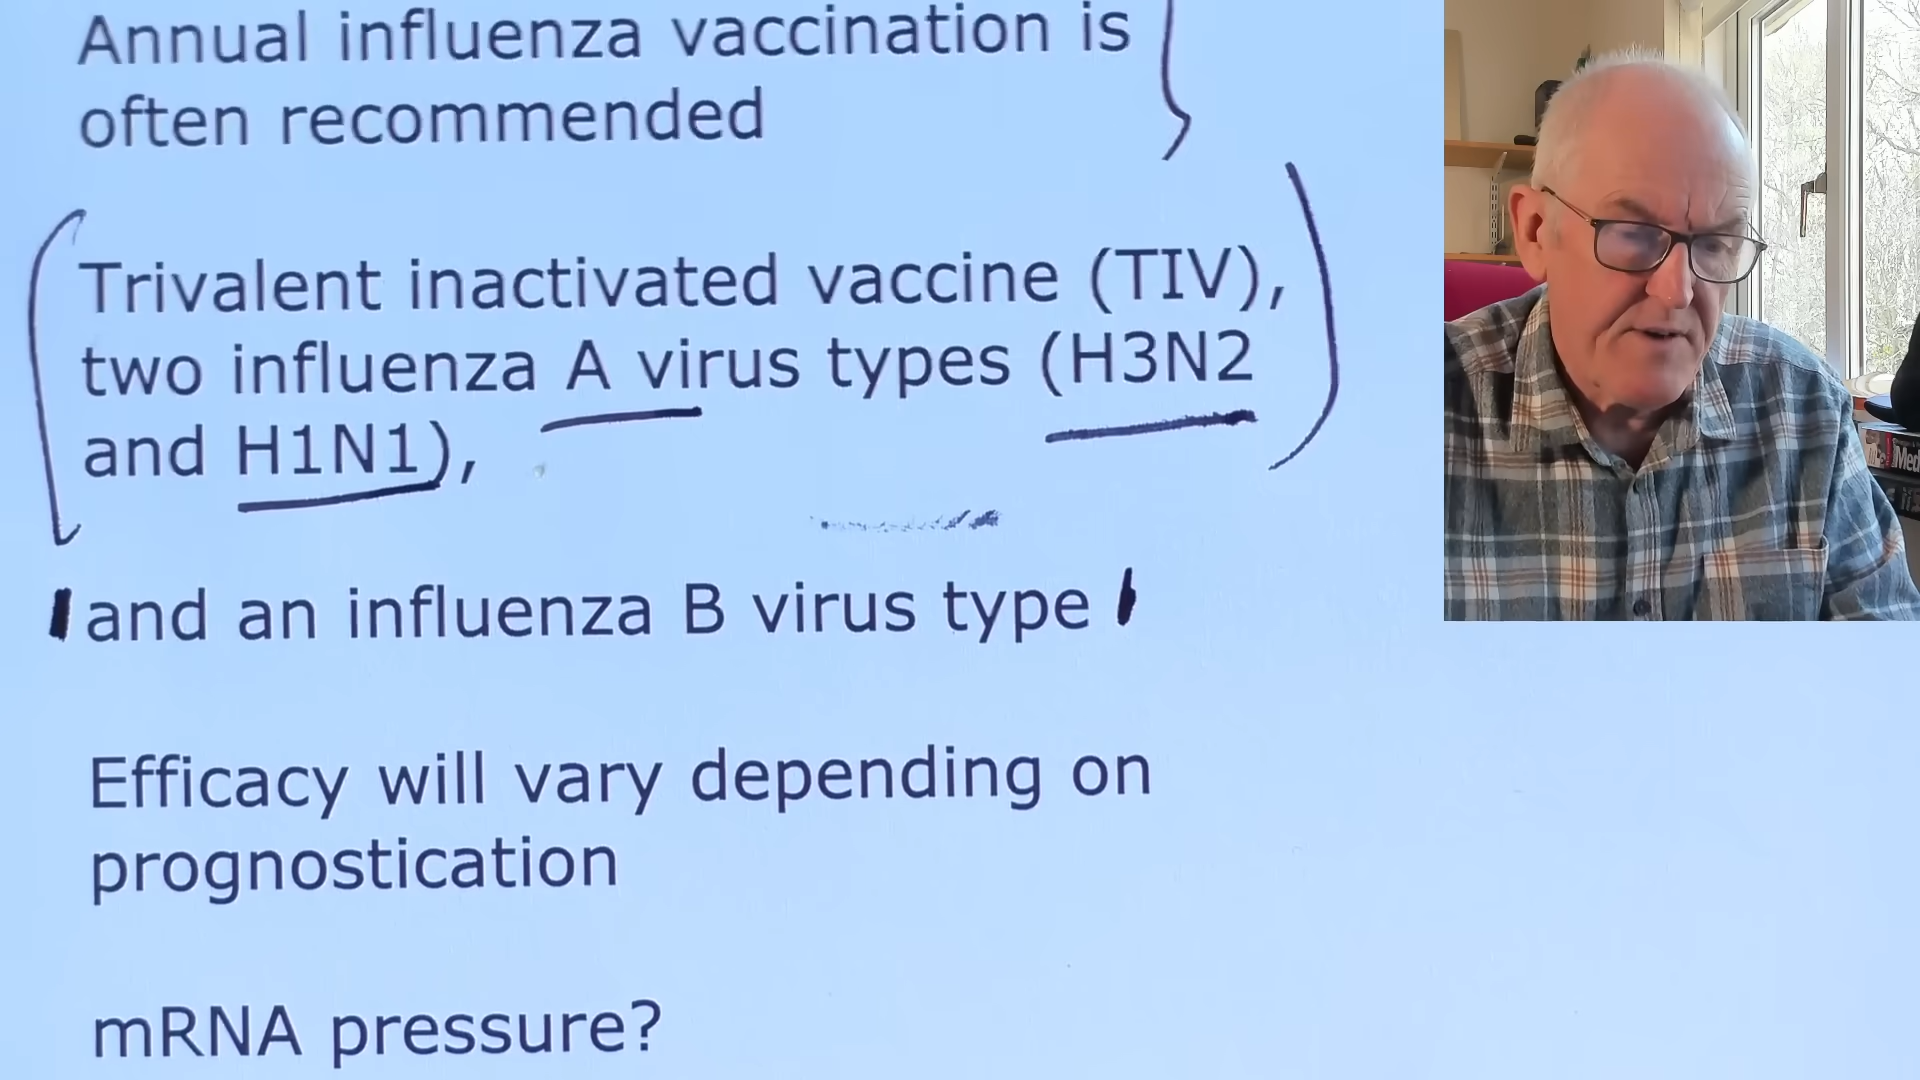 Annual influenza vaccination is
often recommended
Trivalent inactivated vaccine (TIV),
two influenza A virus types (H3N2
and H1N1),
and an influenza B virus type
Efficacy will vary depending on
prognostication
mRNA pressure?